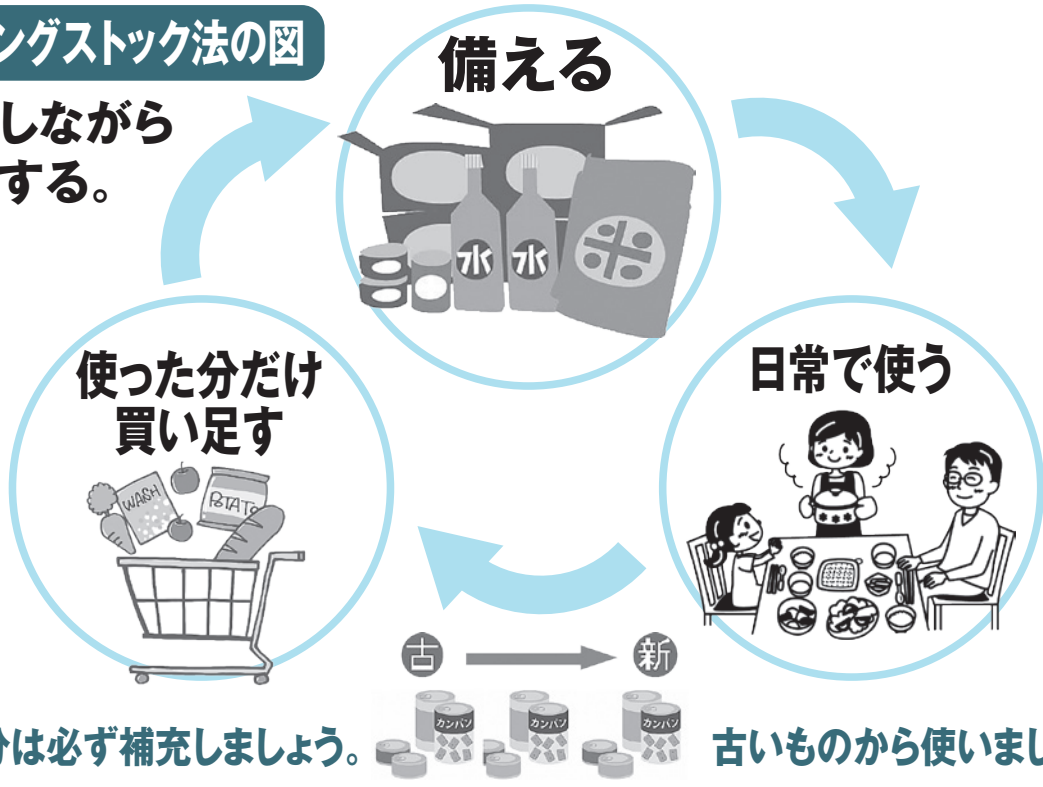 ングストック法の図
しながら
する。
備える
水
水
米
日常で使う
使った分だけ
買い足す
WASH
POTATO
古
新
カンパン
カンパン
カンパン
分は必ず補充しましょう。
古いものから使いまし